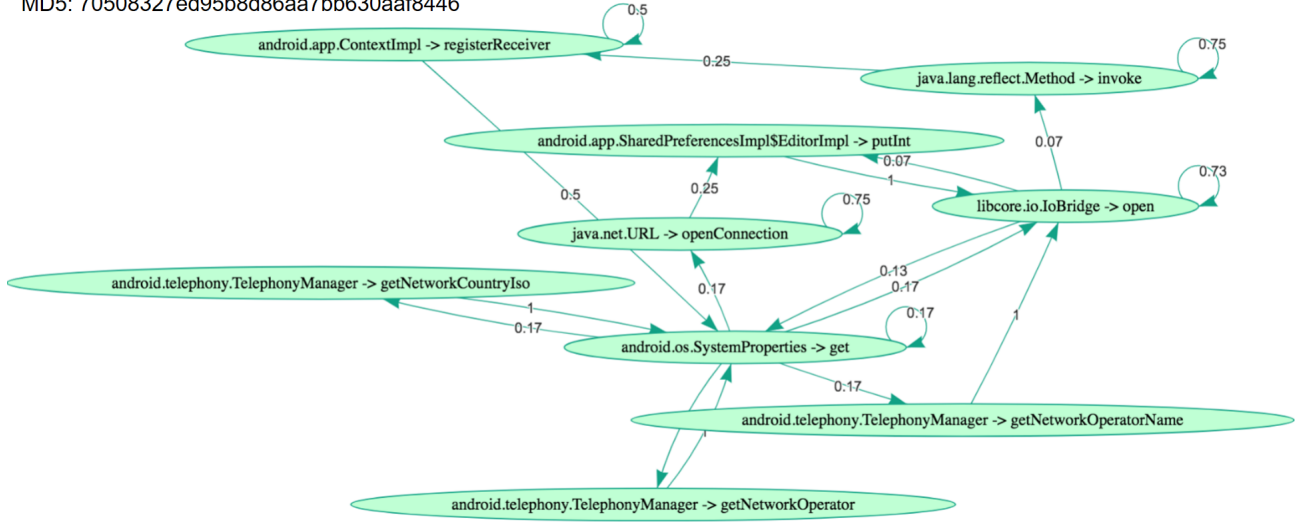 MD5: 70508327ed95b8d86aa7bb630aaf8446
0.5
android.app.ContextImpl -> registerReceiver
0.75
0.25
java.lang.reflect.Method -> invoke
android.app.SharedPreferencesImpl$EditorImpl -> putInt
0.07
0.07
1
0.73
0.25
0.5
0.75
libcore.io.IoBridge -> open
java.net.URL -> openConnection
0.13
android.telephony.TelephonyManager -> getNetworkCountryIso
0.17
0.17
1
0.17
0.17
1
android.os.SystemProperties -> get
0.17
android.telephony.TelephonyManager -> getNetworkOperatorName
android.telephony.TelephonyManager -> getNetworkOperator